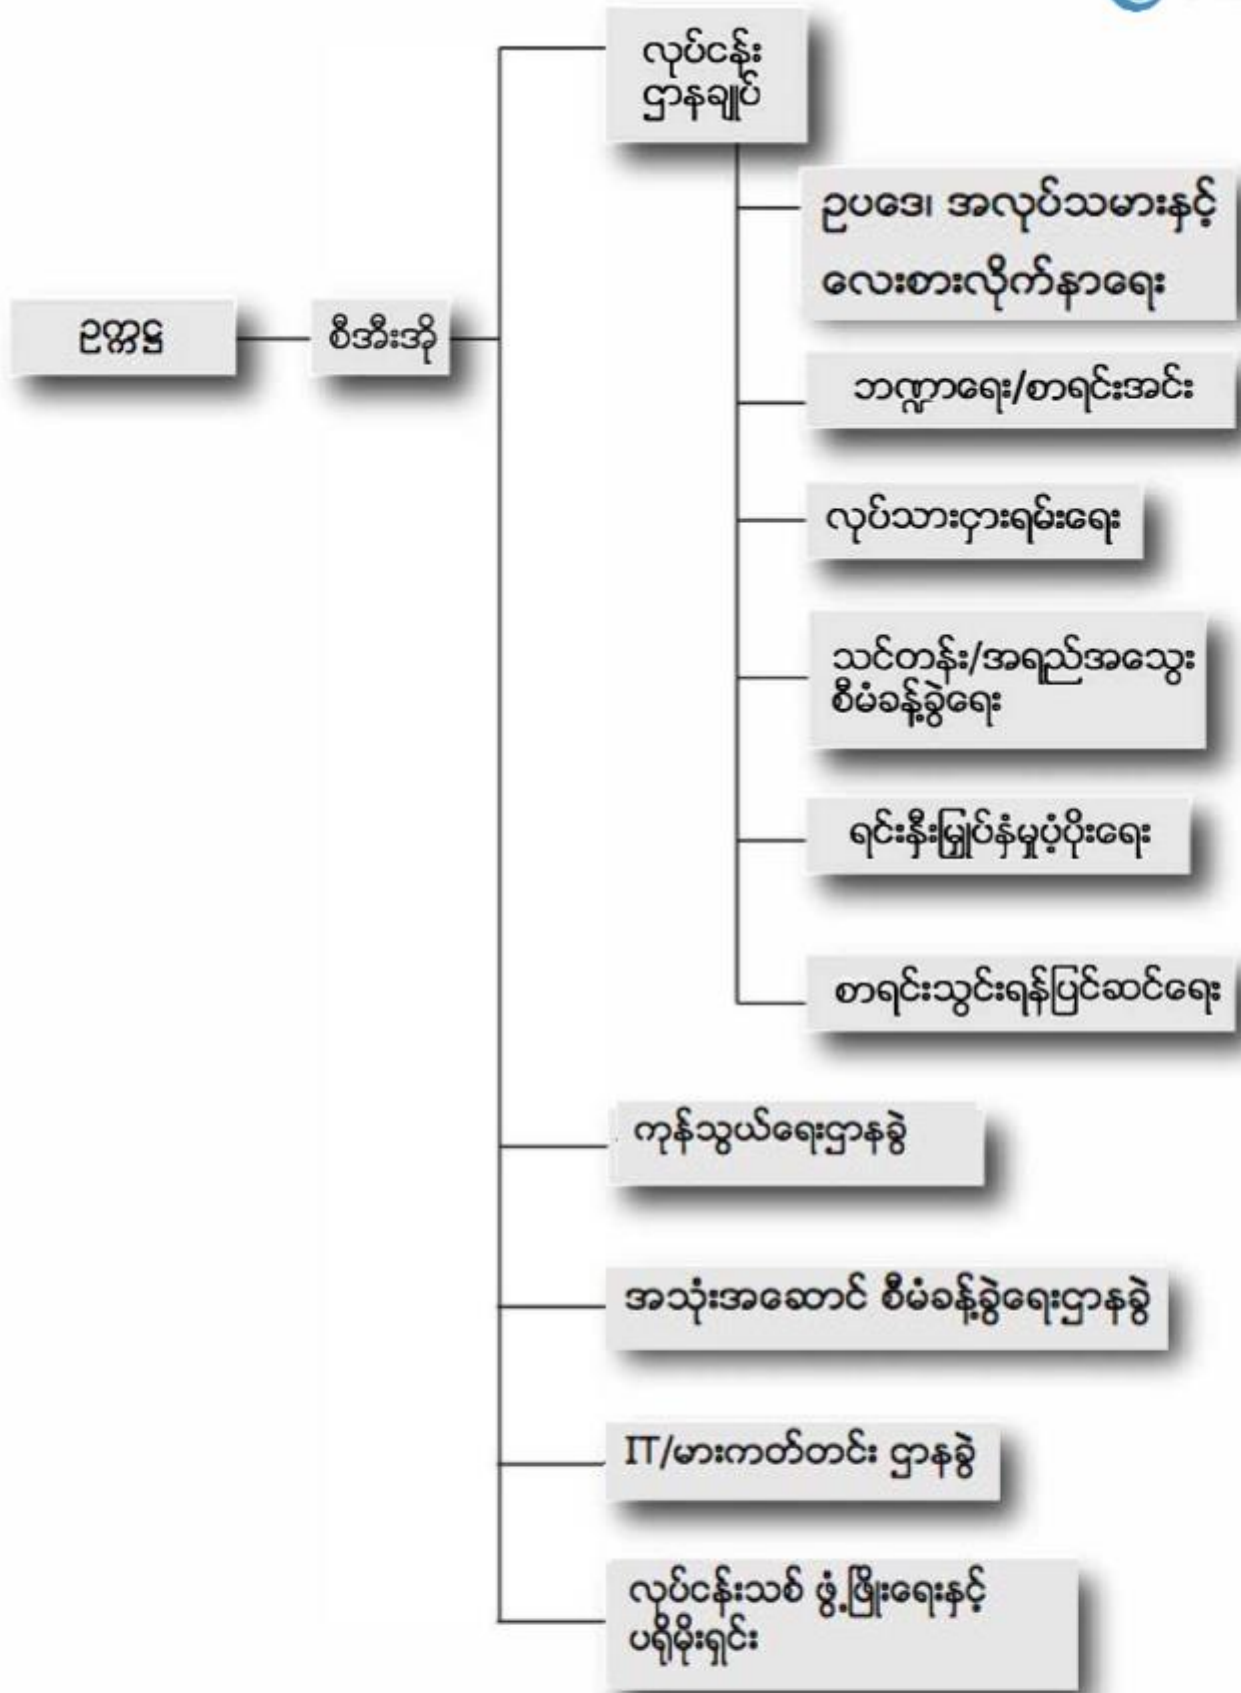 လုပ်ငန်း
ဌာနချုပ်
ဥပဒေ၊ အလုပ်သမားနှင့်
လေးစားလိုက်နာရေး
ဥက္ကဋ္ဌ
စီအီးအို
ဘဏ္ဍာရေး/စာရင်းအင်း
လုပ်သားငှားရမ်းရေး
သင်တန်း/အရည်အသွေး
စီမံခန့်ခွဲရေး
ရင်းနှီးမြှုပ်နှံမှုပံ့ပိုးရေး
စာရင်းသွင်းရန်ပြင်ဆင်ရေး
ကုန်သွယ်ရေးဌာနခွဲ
အသုံးအဆောင် စီမံခန့်ခွဲရေးဌာနခွဲ
IT/မားကတ်တင်း ဌာနခွဲ
လုပ်ငန်းသစ် ဖွံ့ဖြိုးရေးနှင့်
ပရိုမိုးရှင်း